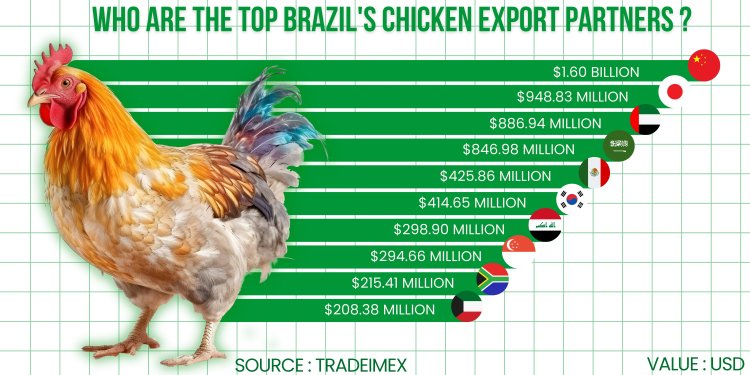 WHO ARE THE TOP BRAZIL'S CHICKEN EXPORT PARTNERS ?
$1.60 BILLION
$948.83 MILLION
$886.94 MILLION
$846.98 MILLION
$425.86 MILLION
$414.65 MILLION
$298.90 MILLION
$294.66 MILLION
$215.41 MILLION
$208.38 MILLION
SOURCE : TRADEIMEX
VALUE : USD